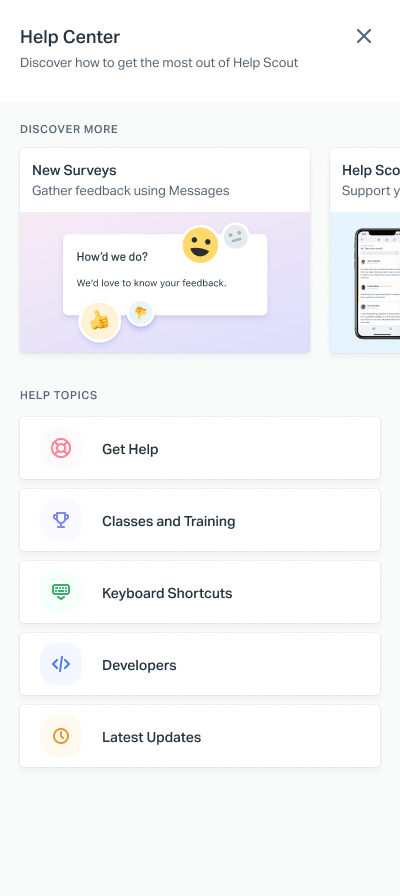 Help Center
Discover how to get the most out of Help Scout
DISCOVER MORE
New Surveys
Gather feedback using Messages
How'd we do?
We'd love to know your feedback.
Help Sco
Support y
HELP TOPICS
Get Help
Classes and Training
Keyboard Shortcuts
Developers
Latest Updates